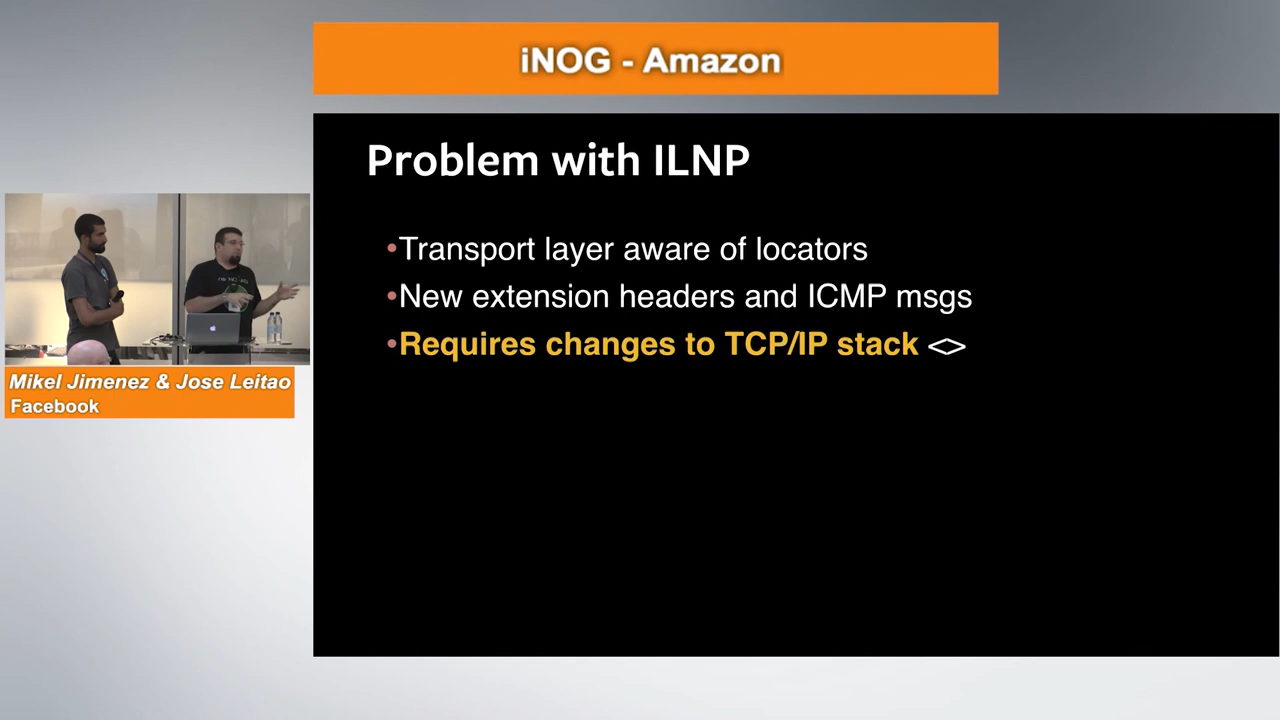 iNOG - Amazon
Problem with ILNP
•Transport layer aware of locators
•New extension headers and ICMP msgs
•Requires changes to TCP/IP stack <>
Mikel Jimenez & Jose Leitao
Facebook